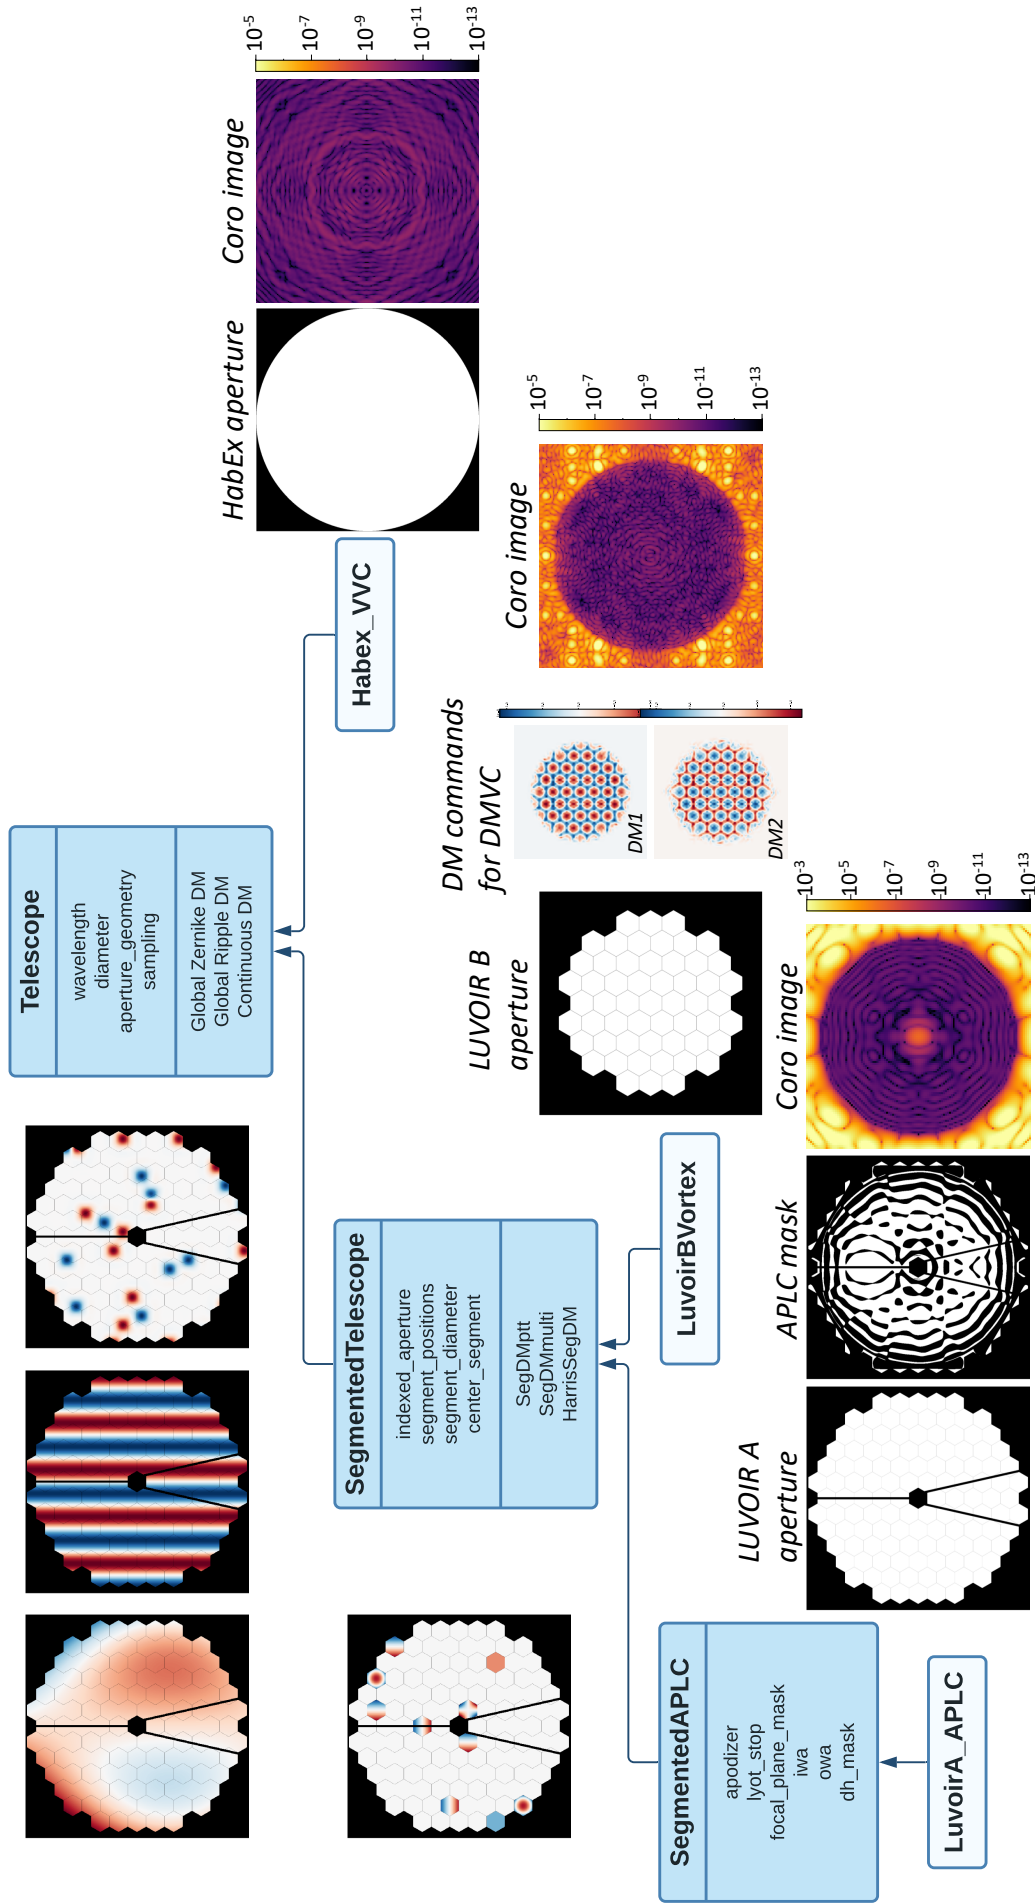 Telescope
wavelength
diameter
aperture_geometry
sampling
Global Zernike DM
Global Ripple DM
Continuous DM
SegmentedTelescope
indexed_aperture
segment_positions
segment_diameter
center_segment
SegDMptt
SegDMmulti
HarrisSegDM
Habex_VVC
HabEx aperture
Coro image
10-5
10-7
10-9
10-11
10-13
SegmentedAPLC
apodizer
lyot_stop
focal_plane_mask
iwa
owa
dh_mask
LuvoirBVortex
LUVOIR B
aperture
DM commands
for DMVC
DM1
DM2
Coro image
10-5
10-7
10-9
10-11
10-13
LuvoirA_APLC
LUVOIR A
aperture
APLC mask
Coro image
10-3
10-5
10-7
10-9
10-11
10-13